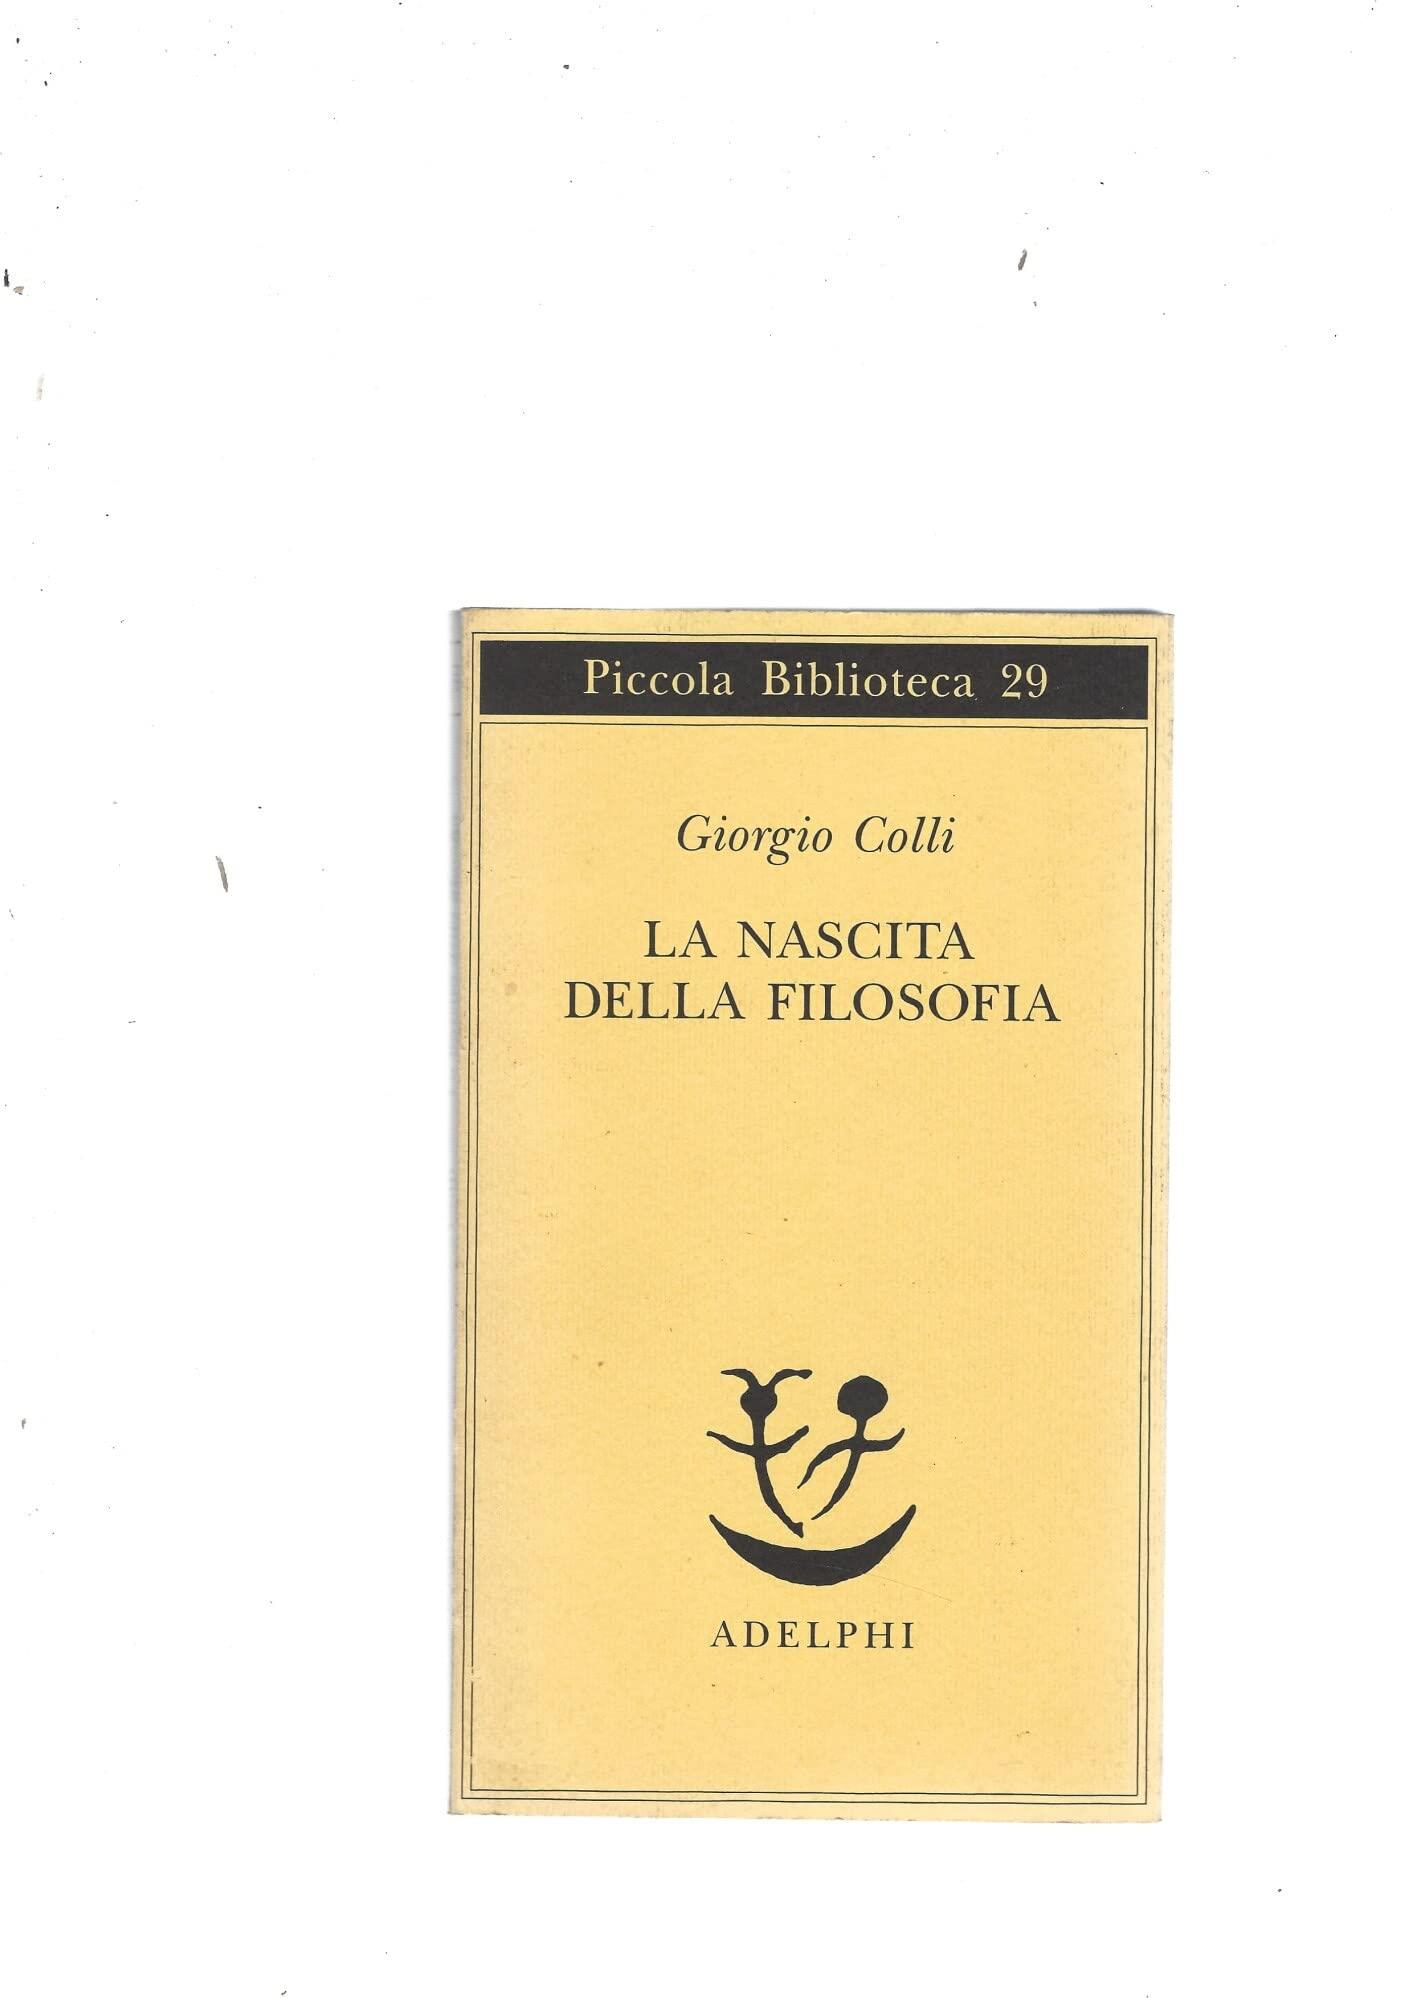 Piccola Biblioteca 29
Giorgio Colli
LA NASCITA
DELLA FILOSOFIA
ADELPHI